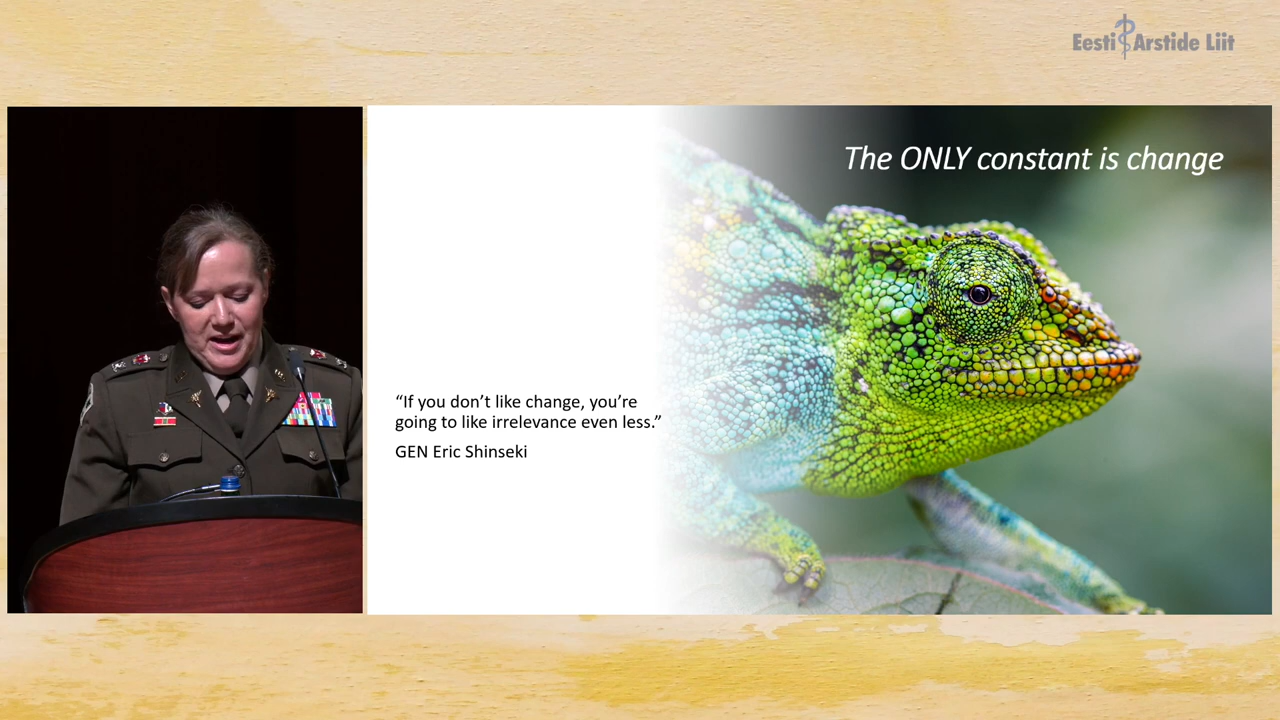 Eesti Arstide Liit
The ONLY constant is change
“If you don’t like change, you’re
going to like irrelevance even less.”
GEN Eric Shinseki